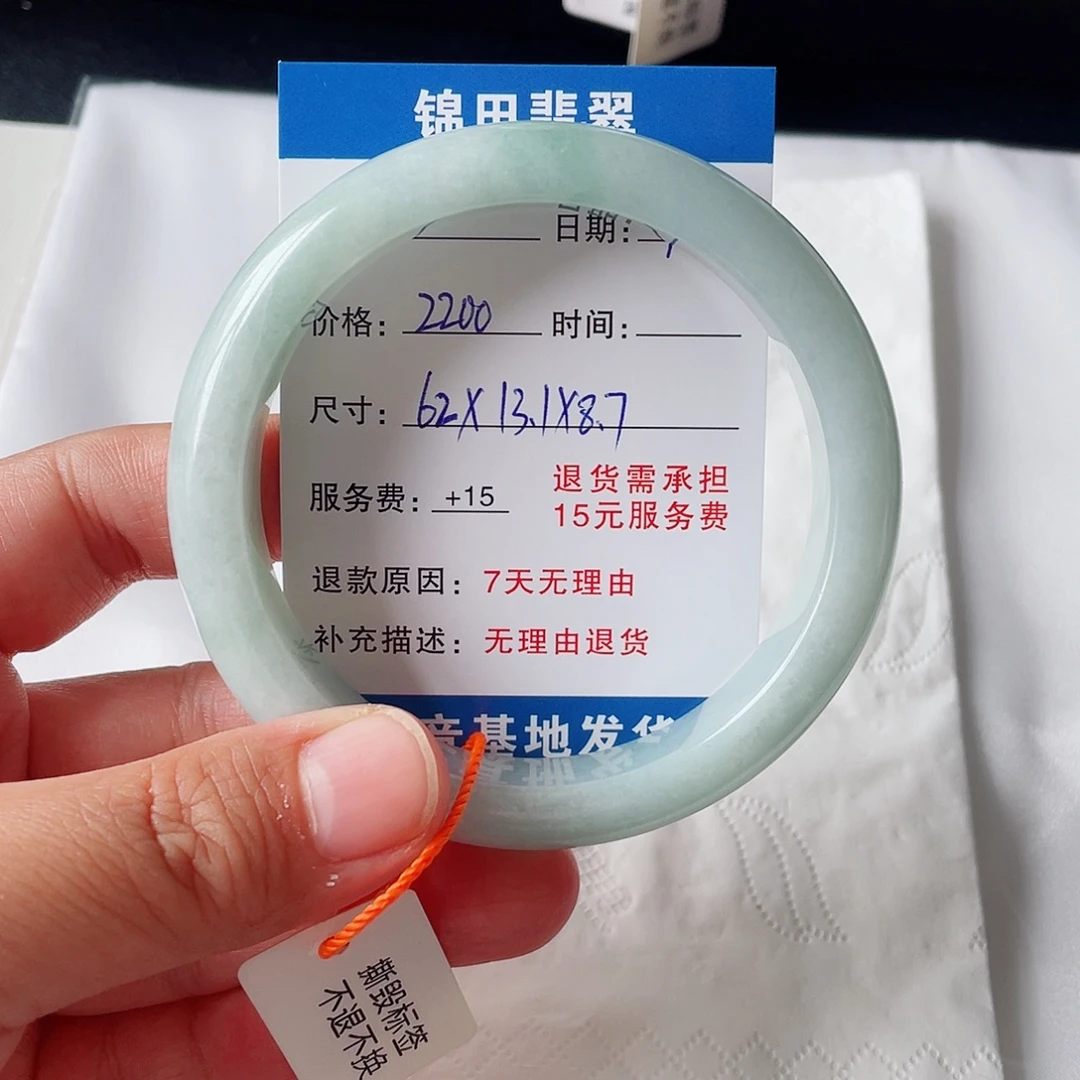 锦田翡翠
日期:
价格: 2200 时间:
尺寸: 62X13.1X8.7
服务费: +15 退货需承担
15元服务费
退款原因: 7天无理由
补充描述: 无理由退货
基地发货
撕毁标签
不退不换